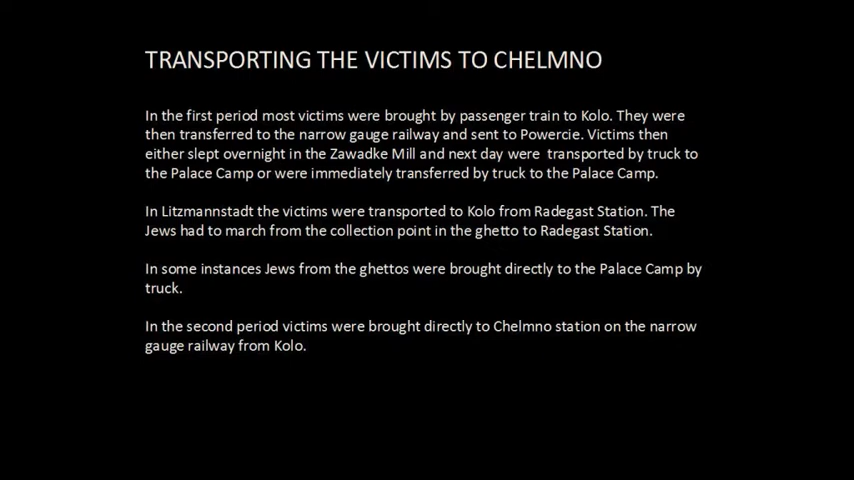 TRANSPORTING THE VICTIMS TO CHELMNO
In the first period most victims were brought by passenger train to Kolo. They were
then transferred to the narrow gauge railway and sent to Powercie. Victims then
either slept overnight in the Zawadke Mill and next day were transported by truck to
the Palace Camp or were immediately transferred by truck to the Palace Camp.
In Litzmannstadt the victims were transported to Kolo from Radegast Station. The
Jews had to march from the collection point in the ghetto to Radegast Station.
In some instances Jews from the ghettos were brought directly to the Palace Camp by
truck.
In the second period victims were brought directly to Chelmno station on the narrow
gauge railway from Kolo.